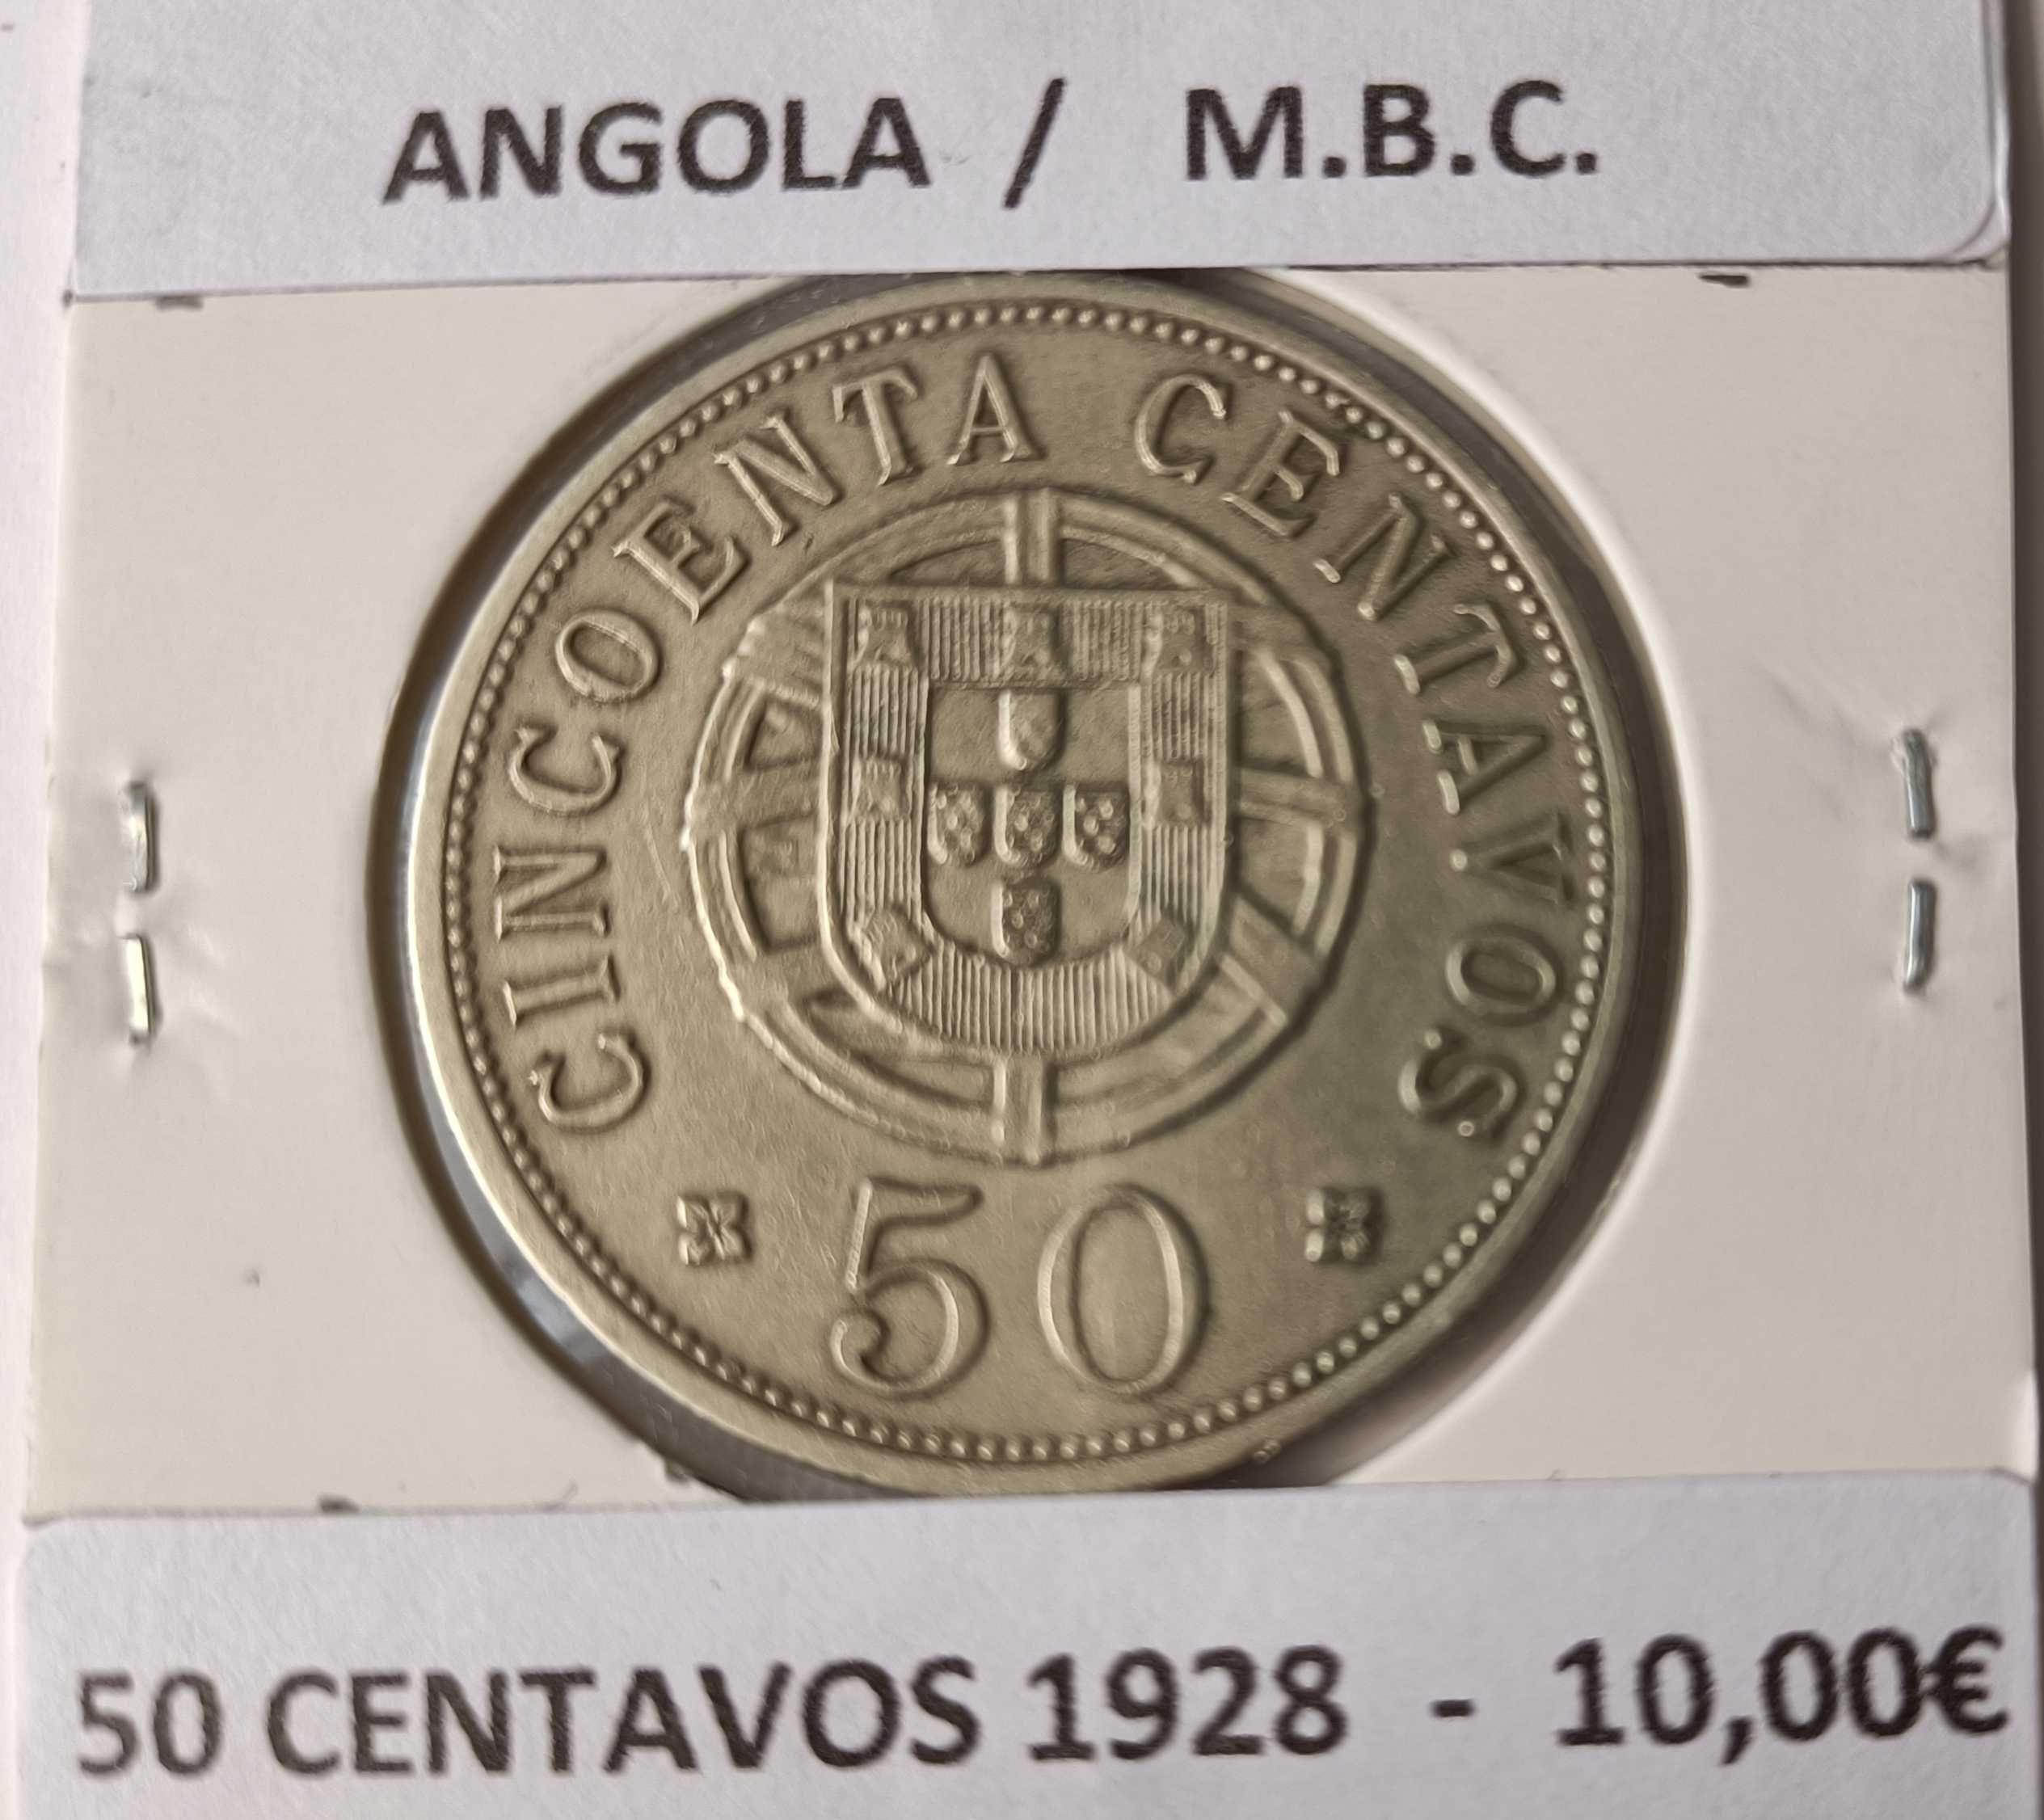 ANGOLA / M.B.C.
CINCOENTA CENTAVOS
50
50 CENTAVOS 1928 - 10,00€